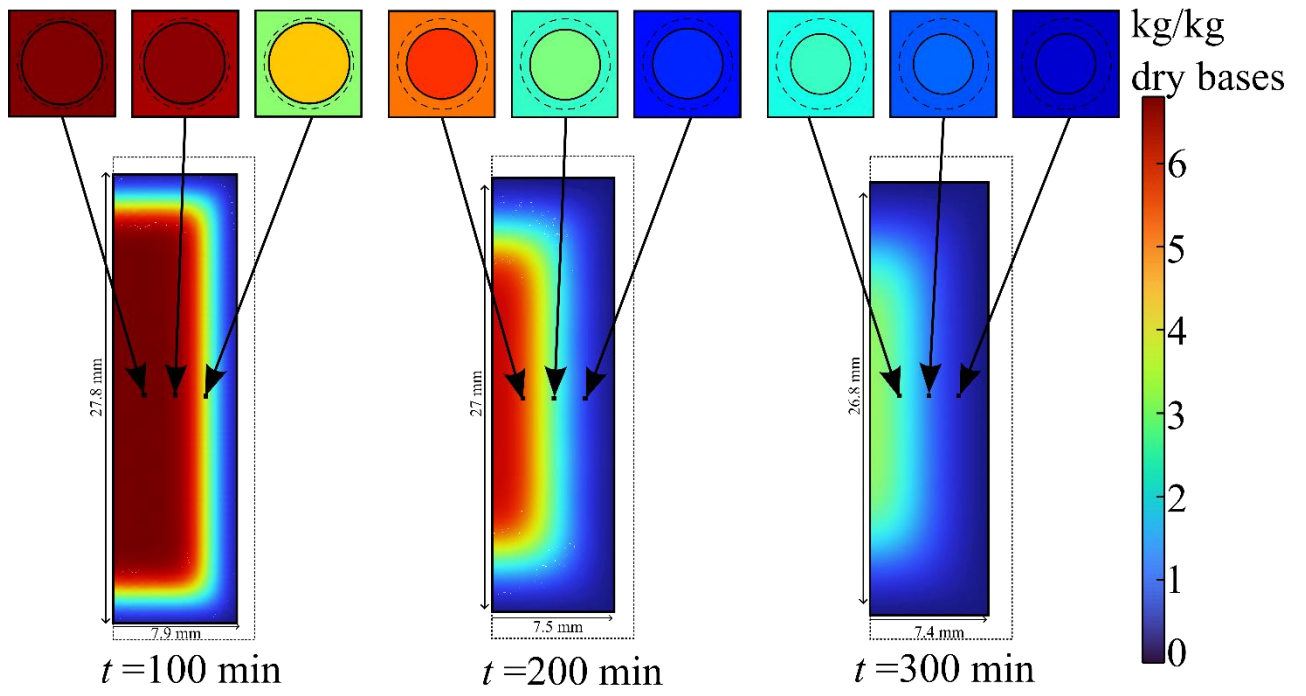 kg/kg
dry bases
6
5
4
3
2
1
0
27.8 mm
7.9 mm
t =100 min
27 mm
7.5 mm
t =200 min
26.8 mm
7.4 mm
t =300 min